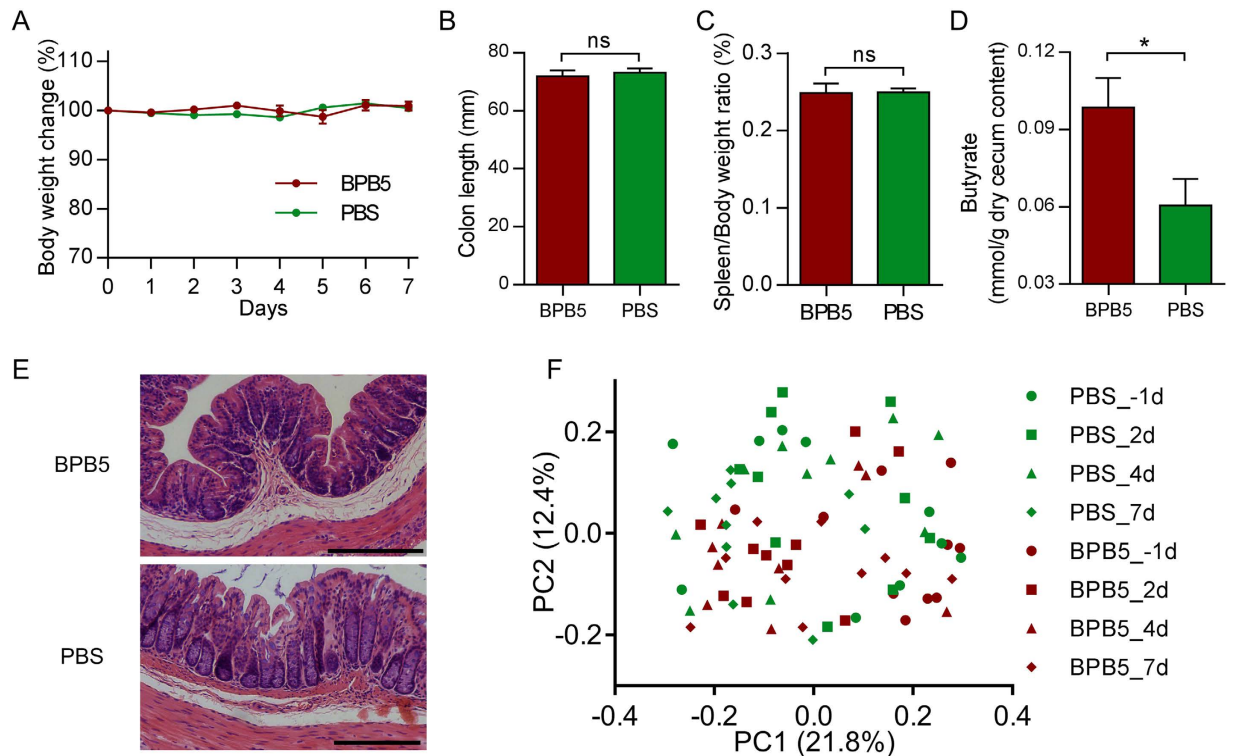 A
Body weight change (%)
110
100
90
80
70
0 1 2 3 4 5 6 7
Days
BPB5
PBS
B
ns
Colon length (mm)
80
60
40
20
0
BPB5 PBS
C
ns
Spleen/Body weight ratio (%)
0.3
0.2
0.1
0.0
BPB5 PBS
D
*
Butyrate
(mmol/g dry cecum content)
0.12
0.09
0.06
0.03
BPB5 PBS
E
BPB5
PBS
F
PC2 (12.4%)
0.2
0.0
-0.2
-0.4 -0.2 0.0 0.2 0.4
PC1 (21.8%)
PBS_-1d
PBS_2d
PBS_4d
PBS_7d
BPB5_-1d
BPB5_2d
BPB5_4d
BPB5_7d